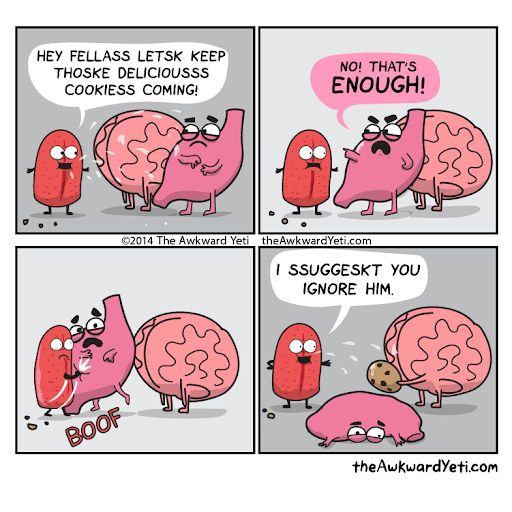 HEY FELLASS LETSK KEEP
THOSKE DELICIOUSSS
COOKIESS COMING!
NO! THAT'S
ENOUGH!
©2014 The Awkward Yeti theAwkwardYeti.com
BOOF
I SSUGGESKT YOU
IGNORE HIM.
theAwkwardYeti.com